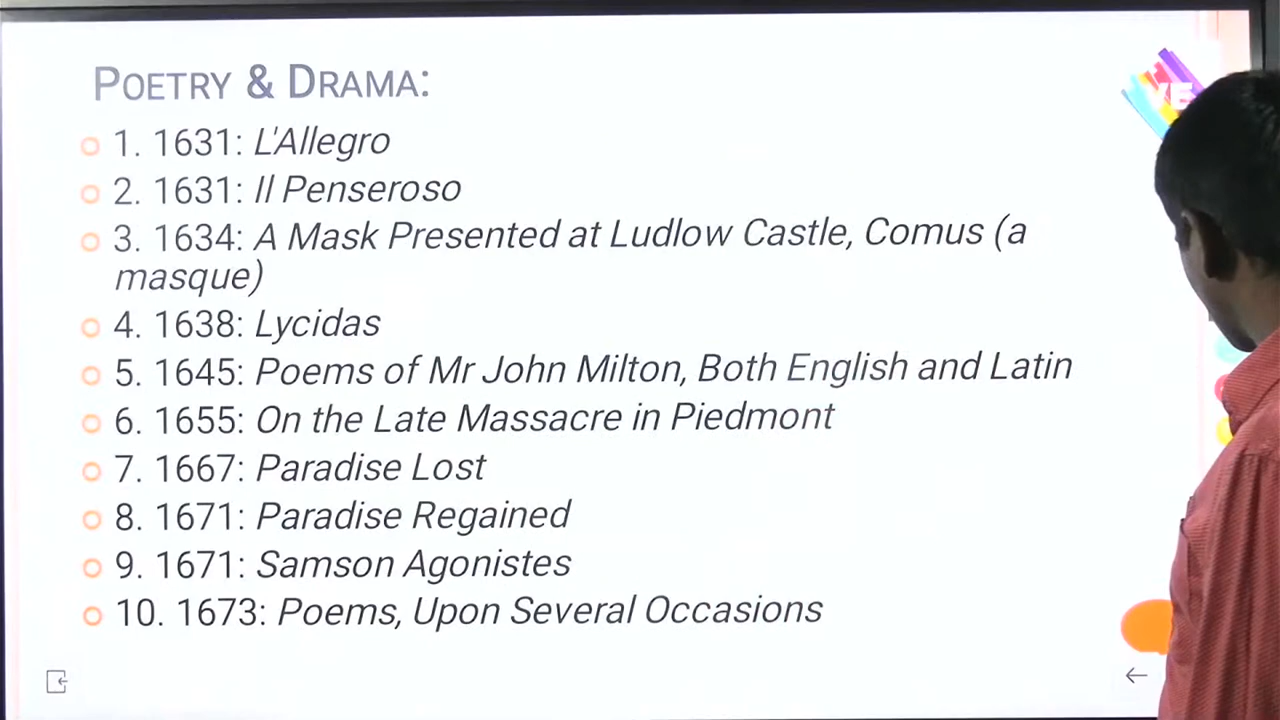 POETRY & DRAMA:
1. 1631: L'Allegro
2. 1631: Il Penseroso
3. 1634: A Mask Presented at Ludlow Castle, Comus (a
masque)
4. 1638: Lycidas
5. 1645: Poems of Mr John Milton, Both English and Latin
6. 1655: On the Late Massacre in Piedmont
7. 1667: Paradise Lost
8. 1671: Paradise Regained
9. 1671: Samson Agonistes
10. 1673: Poems, Upon Several Occasions